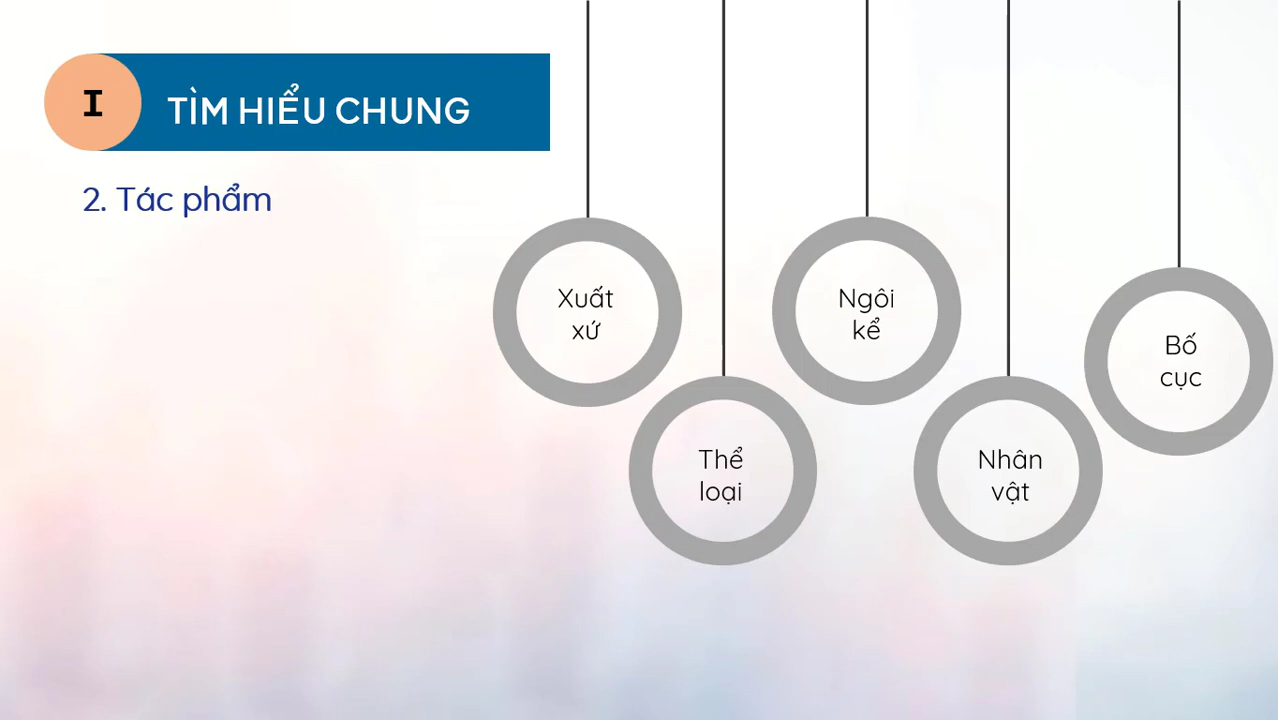 I
TÌM HIỂU CHUNG
2. Tác phẩm
Xuất
xứ
Thể
loại
Ngôi
kể
Nhân
vật
Bố
cục